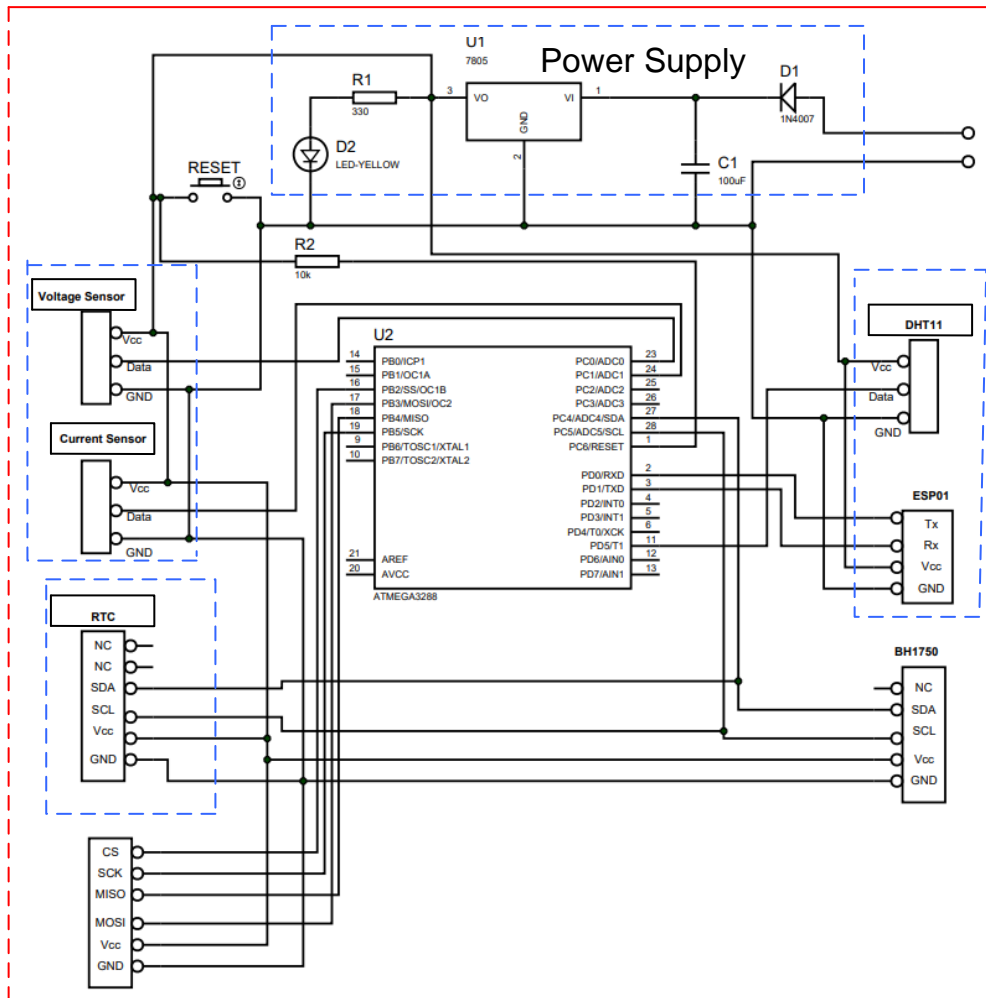 U1
7805
Power Supply
D1
1N4007
R1
330
3
VO
VI
1
GND
2
D2
LED-YELLOW
C1
100uF
RESET
R2
10k
Voltage Sensor
Vcc
Data
GND
Current Sensor
Vcc
Data
GND
U2
14 PB0/ICP1
15 PB1/OC1A
16 PB2/SS/OC1B
17 PB3/MOSI/OC2
18 PB4/MISO
19 PB5/SCK
9 PB6/TOSC1/XTAL1
10 PB7/TOSC2/XTAL2
21 AREF
20 AVCC
PC0/ADC0 23
PC1/ADC1 24
PC2/ADC2 25
PC3/ADC3 26
PC4/ADC4/SDA 27
PC5/ADC5/SCL 28
PC6/RESET 1
PD0/RXD 2
PD1/TXD 3
PD2/INT0 4
PD3/INT1 5
PD4/T0/XCK 6
PD5/T1 11
PD6/AIN0 12
PD7/AIN1 13
ATMEGA3288
DHT11
Vcc
Data
GND
ESP01
Tx
Rx
Vcc
GND
RTC
NC
NC
SDA
SCL
Vcc
GND
BH1750
NC
SDA
SCL
Vcc
GND
CS
SCK
MISO
MOSI
Vcc
GND